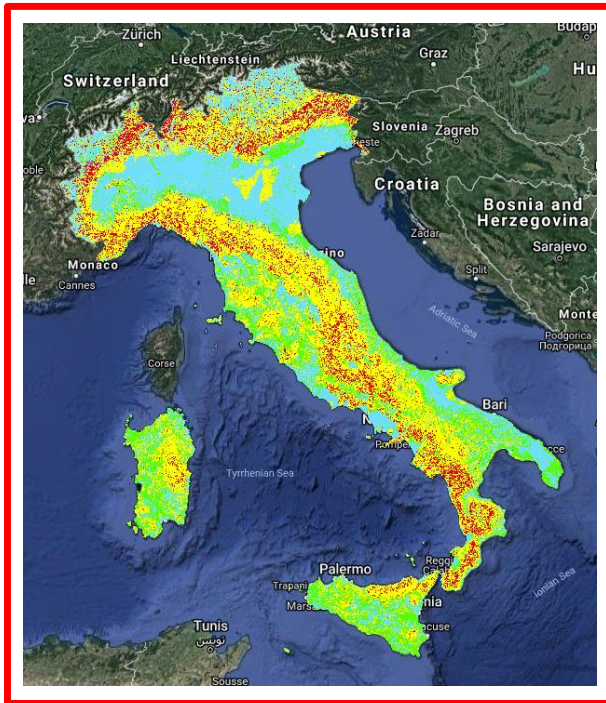 Zürich
Austria
Budap
Liechtenstein
Graz
Hu
Switzerland
Slovenia
Zagreb
Croatia
Bosnia and
Herzegovina
Zadar
Sarajevo
Monaco
Cannes
Split
Monte
Adriatic Sea
Podgorica
Подгорица
Corse
Bari
Tyrrhenian Sea
Palermo
Trapani
Ionian Sea
Tunis
تونس
Sousse